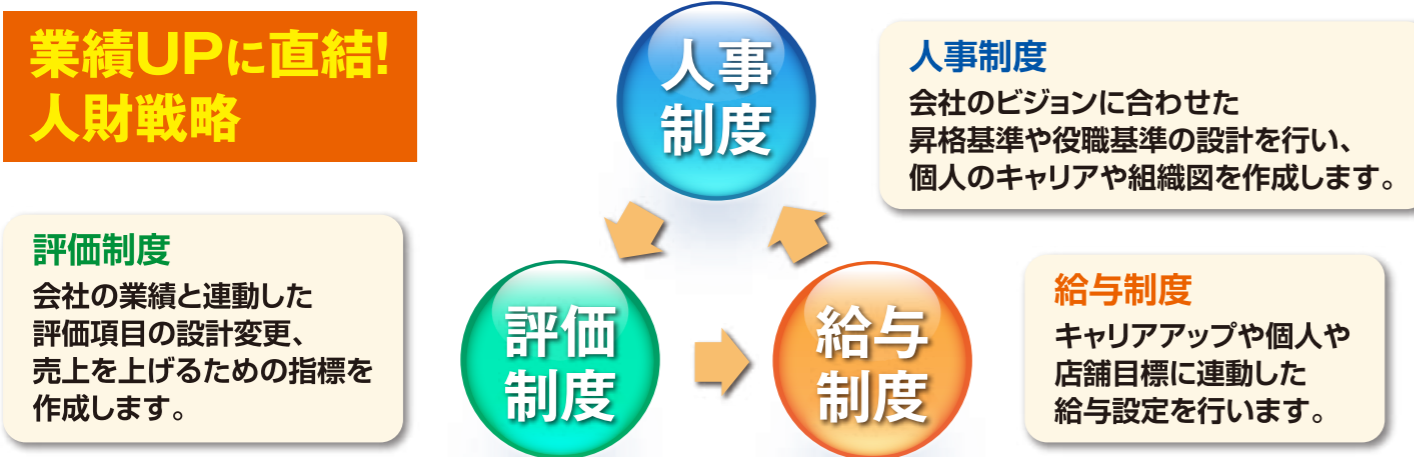 業績UPに直結!
人財戦略
人事
制度
人事制度
会社のビジョンに合わせた
昇格基準や役職基準の設計を行い、
個人のキャリアや組織図を作成します。
評価制度
会社の業績と連動した
評価項目の設計変更、
売上を上げるための指標を
作成します。
評価
制度
給与
制度
給与制度
キャリアアップや個人や
店舗目標に連動した
給与設定を行います。